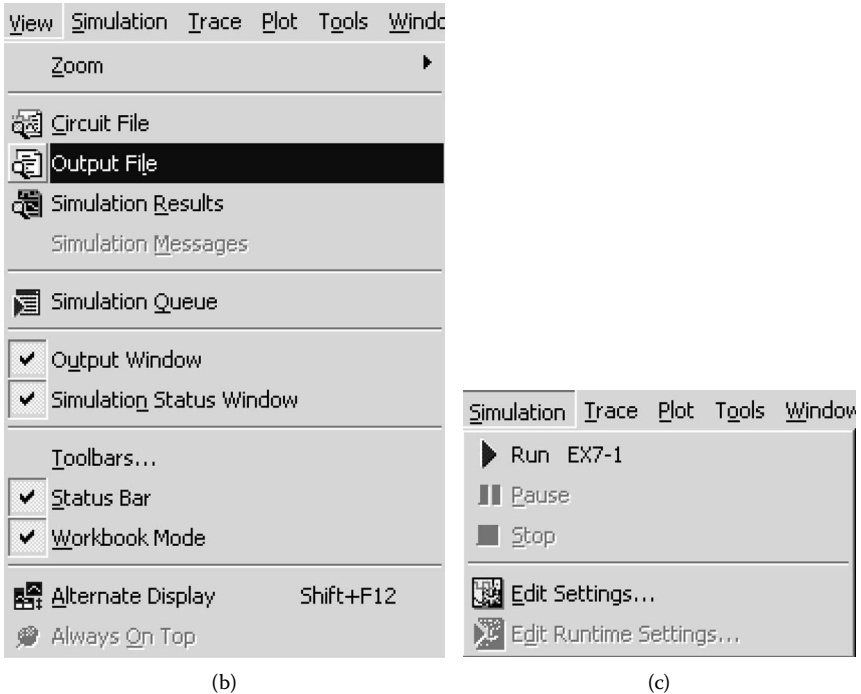 View Simulation Trace Plot Tools Windo
Zoom
Circuit File
Output File
Simulation Results
Simulation Messages
Simulation Queue
Output Window
Simulation Status Window
Toolbars...
Status Bar
Workbook Mode
Alternate Display Shift+F12
Always On Top
(b)
Simulation Trace Plot Tools Window
Run EX7-1
Pause
Stop
Edit Settings...
Edit Runtime Settings...
(c)